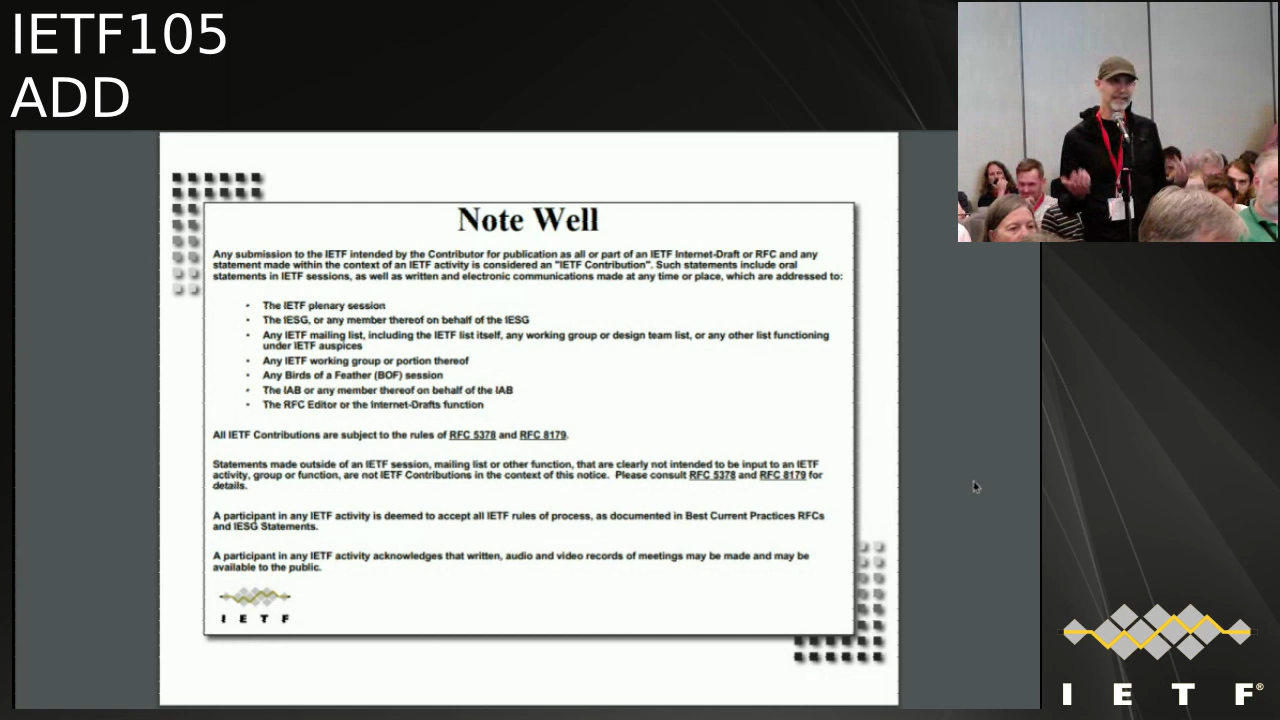 IETF105
ADD
Note Well
Any submission to the IETF intended by the Contributor for publication as all or part of an IETF Internet-Draft or RFC and any
statement made within the context of an IETF activity is considered an "IETF Contribution". Such statements include oral
statements in IETF sessions, as well as written and electronic communications made at any time or place, which are addressed to:
• The IETF plenary session
• The IESG, or any member thereof on behalf of the IESG
• Any IETF mailing list, including the IETF list itself, any working group or design team list, or any other list functioning
under IETF auspices
• Any IETF working group or portion thereof
• Any Birds of a Feather (BOF) session
• The IAB or any member thereof on behalf of the IAB
• The RFC Editor or the Internet-Drafts function
All IETF Contributions are subject to the rules of RFC 5378 and RFC 8179.
Statements made outside of an IETF session, mailing list or other function, that are clearly not intended to be input to an IETF
activity, group or function, are not IETF Contributions in the context of this notice. Please consult RFC 5378 and RFC 8179 for
details.
A participant in any IETF activity is deemed to accept all IETF rules of process, as documented in Best Current Practices RFCs
and IESG Statements.
A participant in any IETF activity acknowledges that written, audio and video records of meetings may be made and may be
available to the public.
I E T F
I E T F®